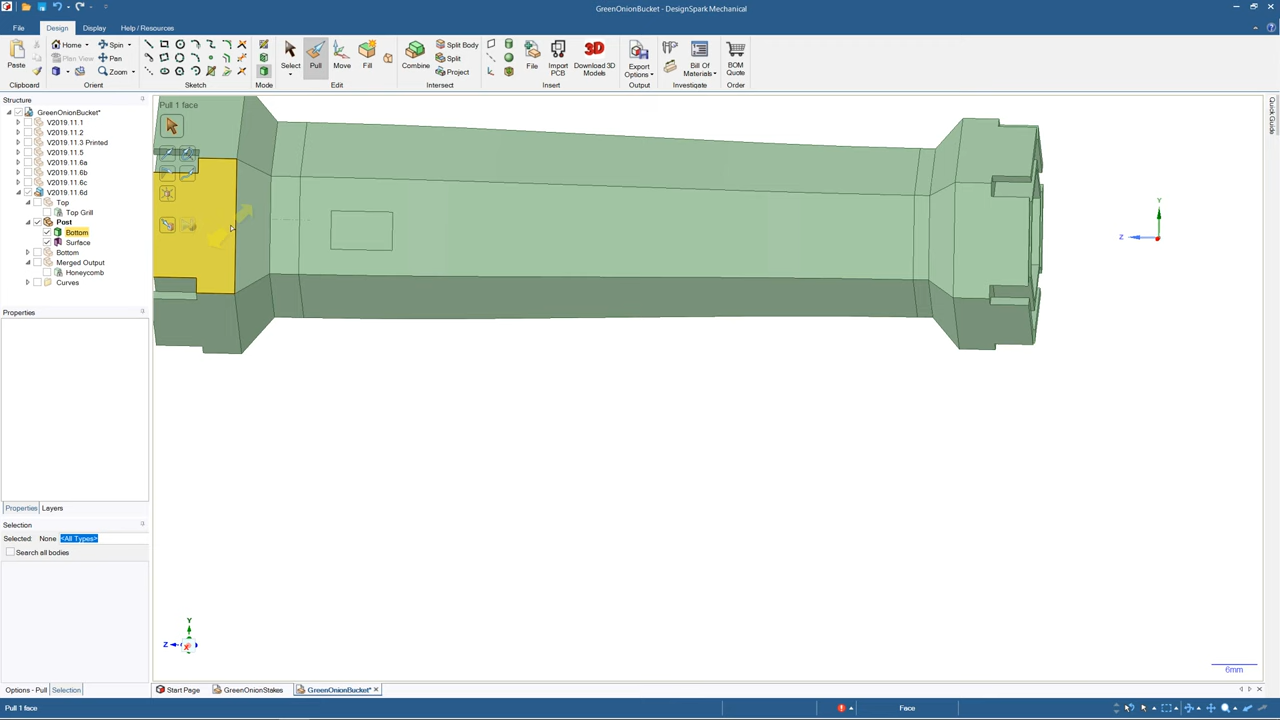 GreenOnionBucket - DesignSpark Mechanical
File Design Display Help / Resources
Home Spin
Plan View Pan
Zoom
Paste
Select Pull Move Fill
Combine
Split Body
Split
Project
File
Import PCB
Download 3D Models
Export Options
Bill Of Materials
BOM Quote
Clipboard Orient Sketch Mode Edit Intersect Insert Output Investigate Order
Structure
GreenOnionBucket*
V2019.11.1
V2019.11.2
V2019.11.3 Printed
V2019.11.5
V2019.11.6a
V2019.11.6b
V2019.11.6c
V2019.11.6d
Top
Top Grill
Post
Bottom
Surface
Bottom
Merged Output
Honeycomb
Curves
Pull 1 face
Quick Guide
Y
Z
Properties
Properties Layers
Selection
Selected: None <All Types>
Search all bodies
Y
Z
X
6mm
Options - Pull Selection
Start Page GreenOnionStakes GreenOnionBucket*
Pull 1 face
Face